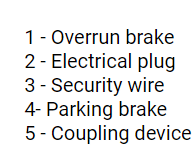 1 - Overrun brake
2 - Electrical plug
3 - Security wire
4- Parking brake
5 - Coupling device